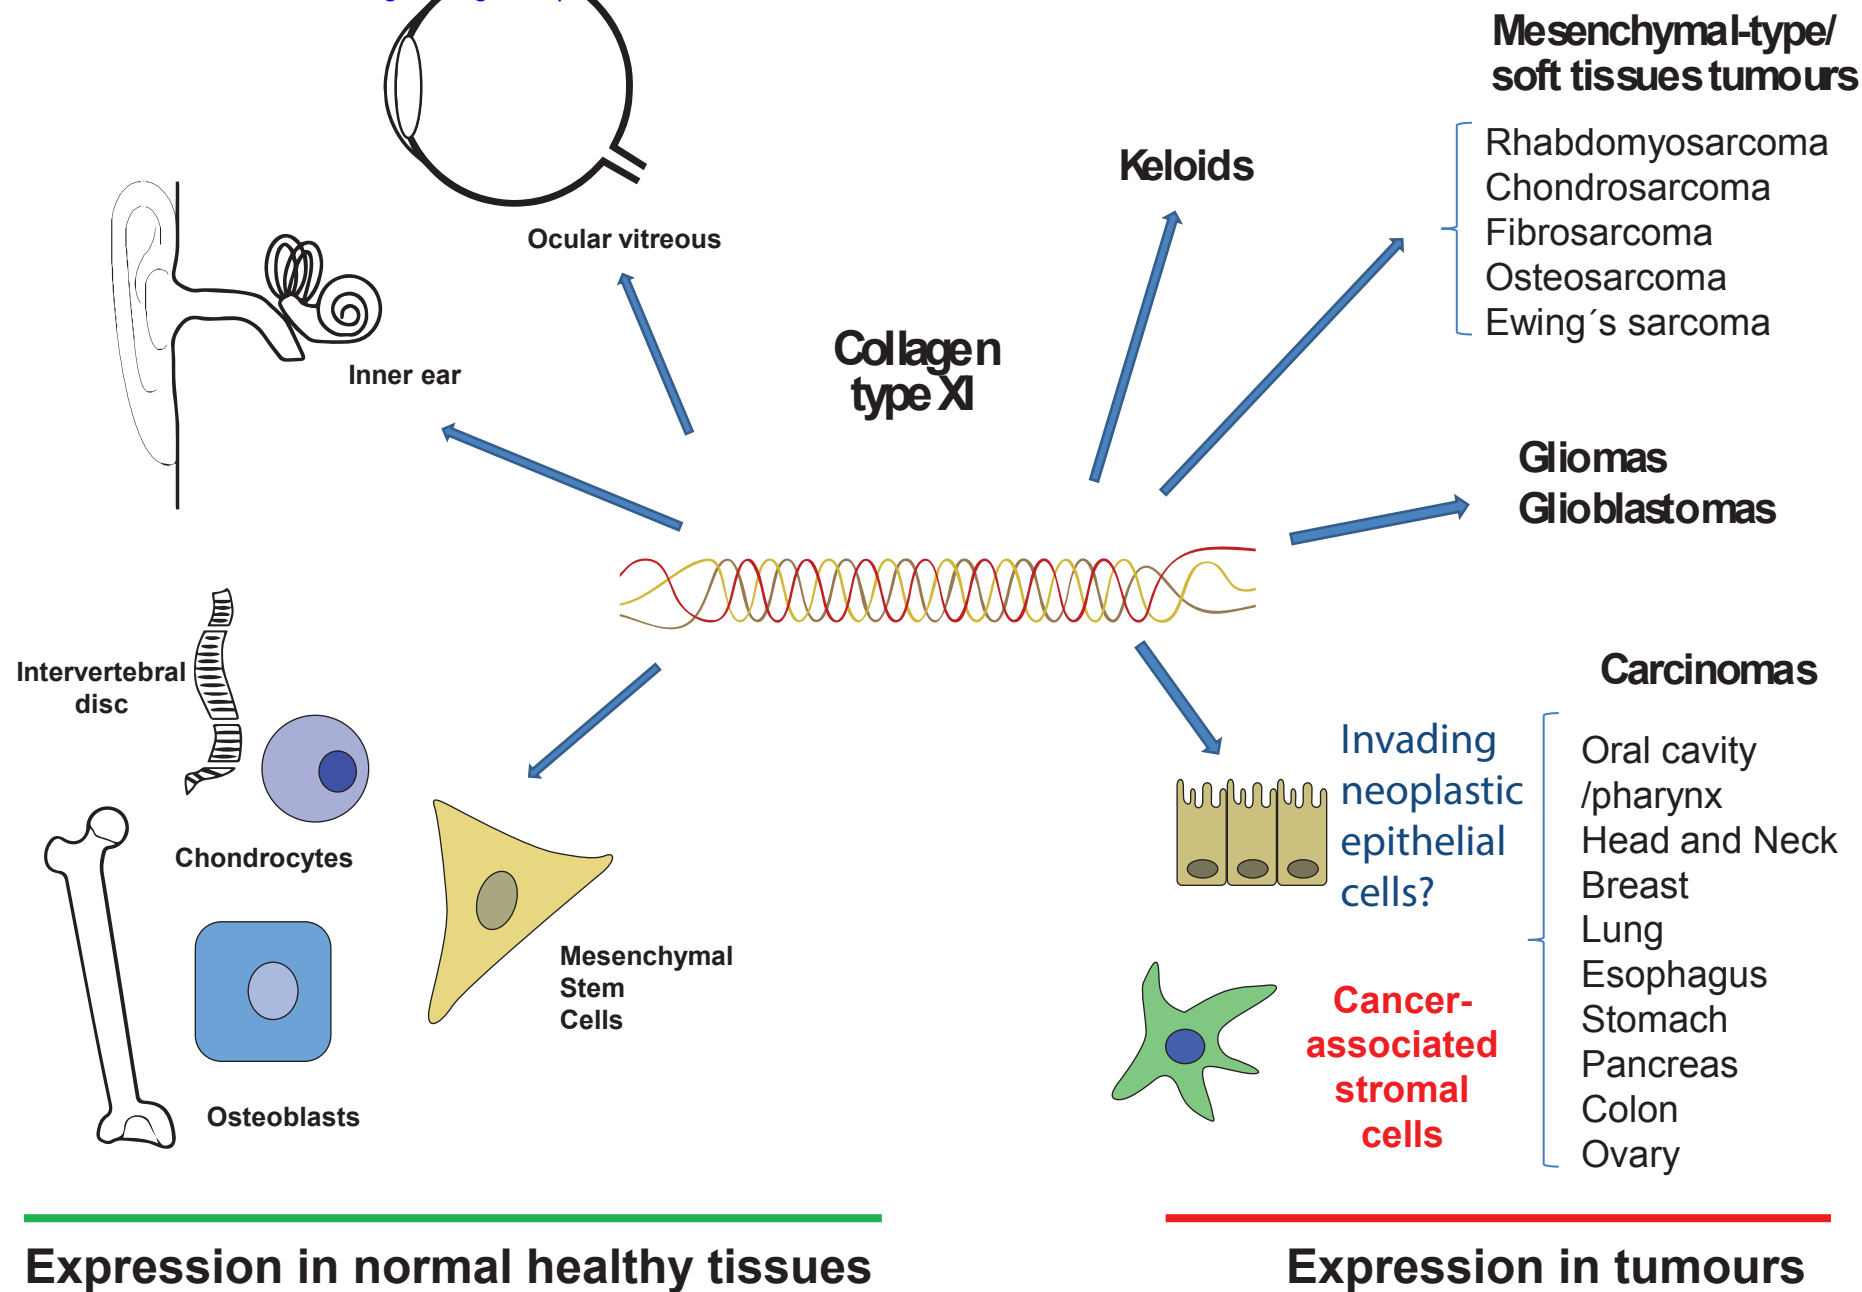 Ocular vitreous
Inner ear
Collagen
type XI
Keloids
Mesenchymal-type/
soft tissues tumours
Rhabdomyosarcoma
Chondrosarcoma
Fibrosarcoma
Osteosarcoma
Ewing´s sarcoma
Gliomas
Glioblastomas
Intervertebral
disc
Chondrocytes
Osteoblasts
Mesenchymal
Stem
Cells
Invading
neoplastic
epithelial
cells?
Cancer-
associated
stromal
cells
Carcinomas
Oral cavity
/pharynx
Head and Neck
Breast
Lung
Esophagus
Stomach
Pancreas
Colon
Ovary
Expression in normal healthy tissues
Expression in tumours